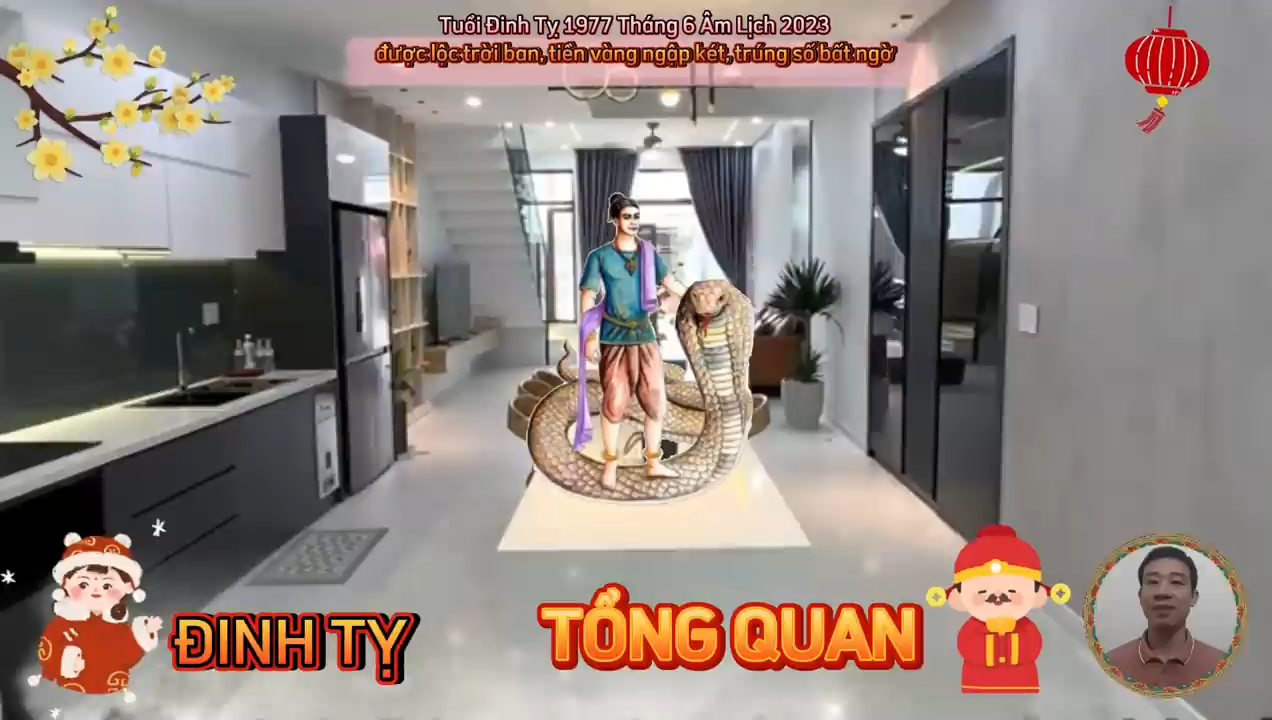 Tuổi Đinh Tỵ 1977 Tháng 6 Âm Lịch 2023
được lộc trời ban, tiền vàng ngập két, trúng số bất ngờ
ĐINH TỴ
TỔNG QUAN